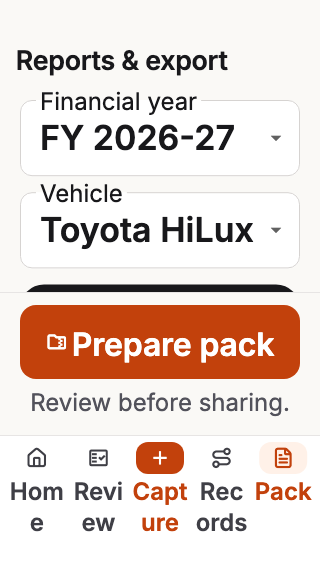 Reports & export
Financial year
FY 2026-27
Vehicle
Toyota HiLux
Prepare pack
Review before sharing.
Hom
e
Revi
ew
Capt
ure
Rec
ords
Pack